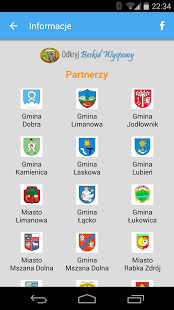 22:34
Informacje
Odkryj Beskid Wyspowy
Partnerzy
Gmina Dobra
Gmina Limanowa
Gmina Jodłownik
Gmina Kamienica
Gmina Laskowa
Gmina Lubień
Miasto Limanowa
Gmina Łącko
Gmina Łukowica
Miasto Mszana Dolna
Gmina Mszana Dolna
Miasto Rabka Zdrój